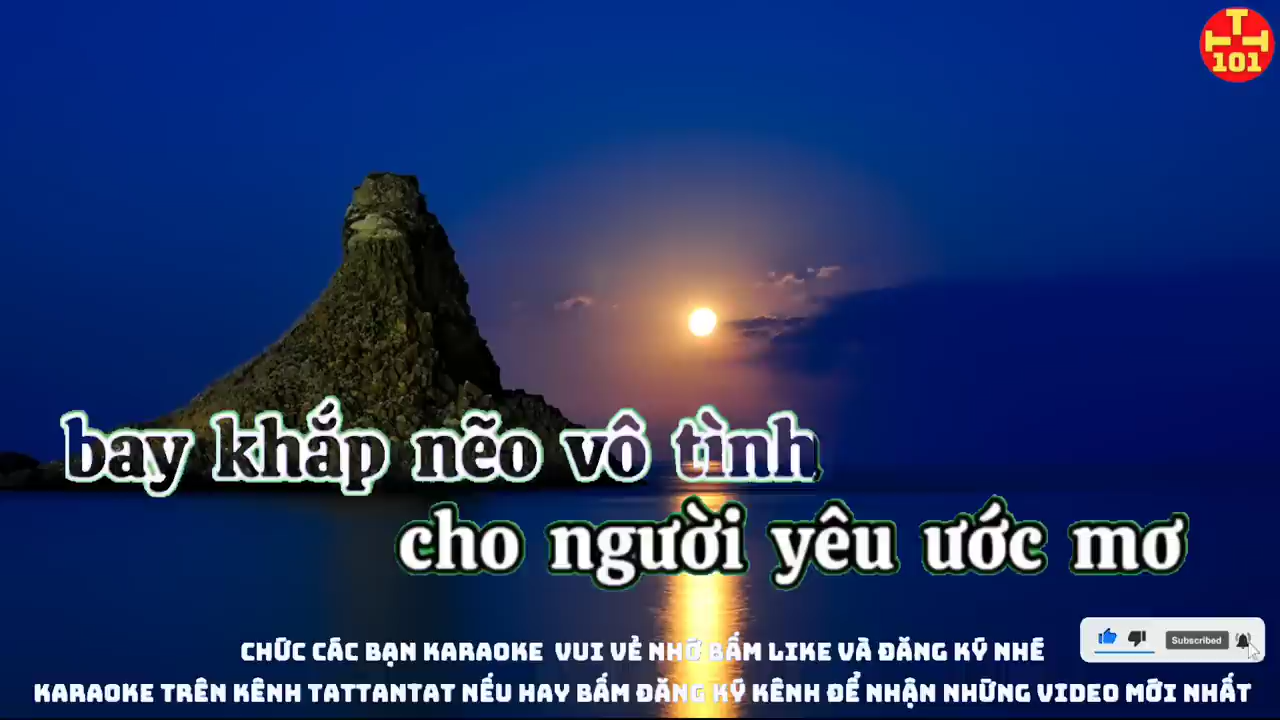 TTT
101
bay khắp nẽo vô tình
cho người yêu ước mơ
CHỨC CÁC BẠN KARAOKE VUI VẺ NHỚ BẤM LIKE VÀ ĐĂNG KÝ NHÉ
Subscribed
KARAOKE TRÊN KÊNH TATTANTAT NẾU HAY BẤM ĐĂNG KÝ KÊNH ĐỂ NHẬN NHỮNG VIDEO MỚI NHẤT